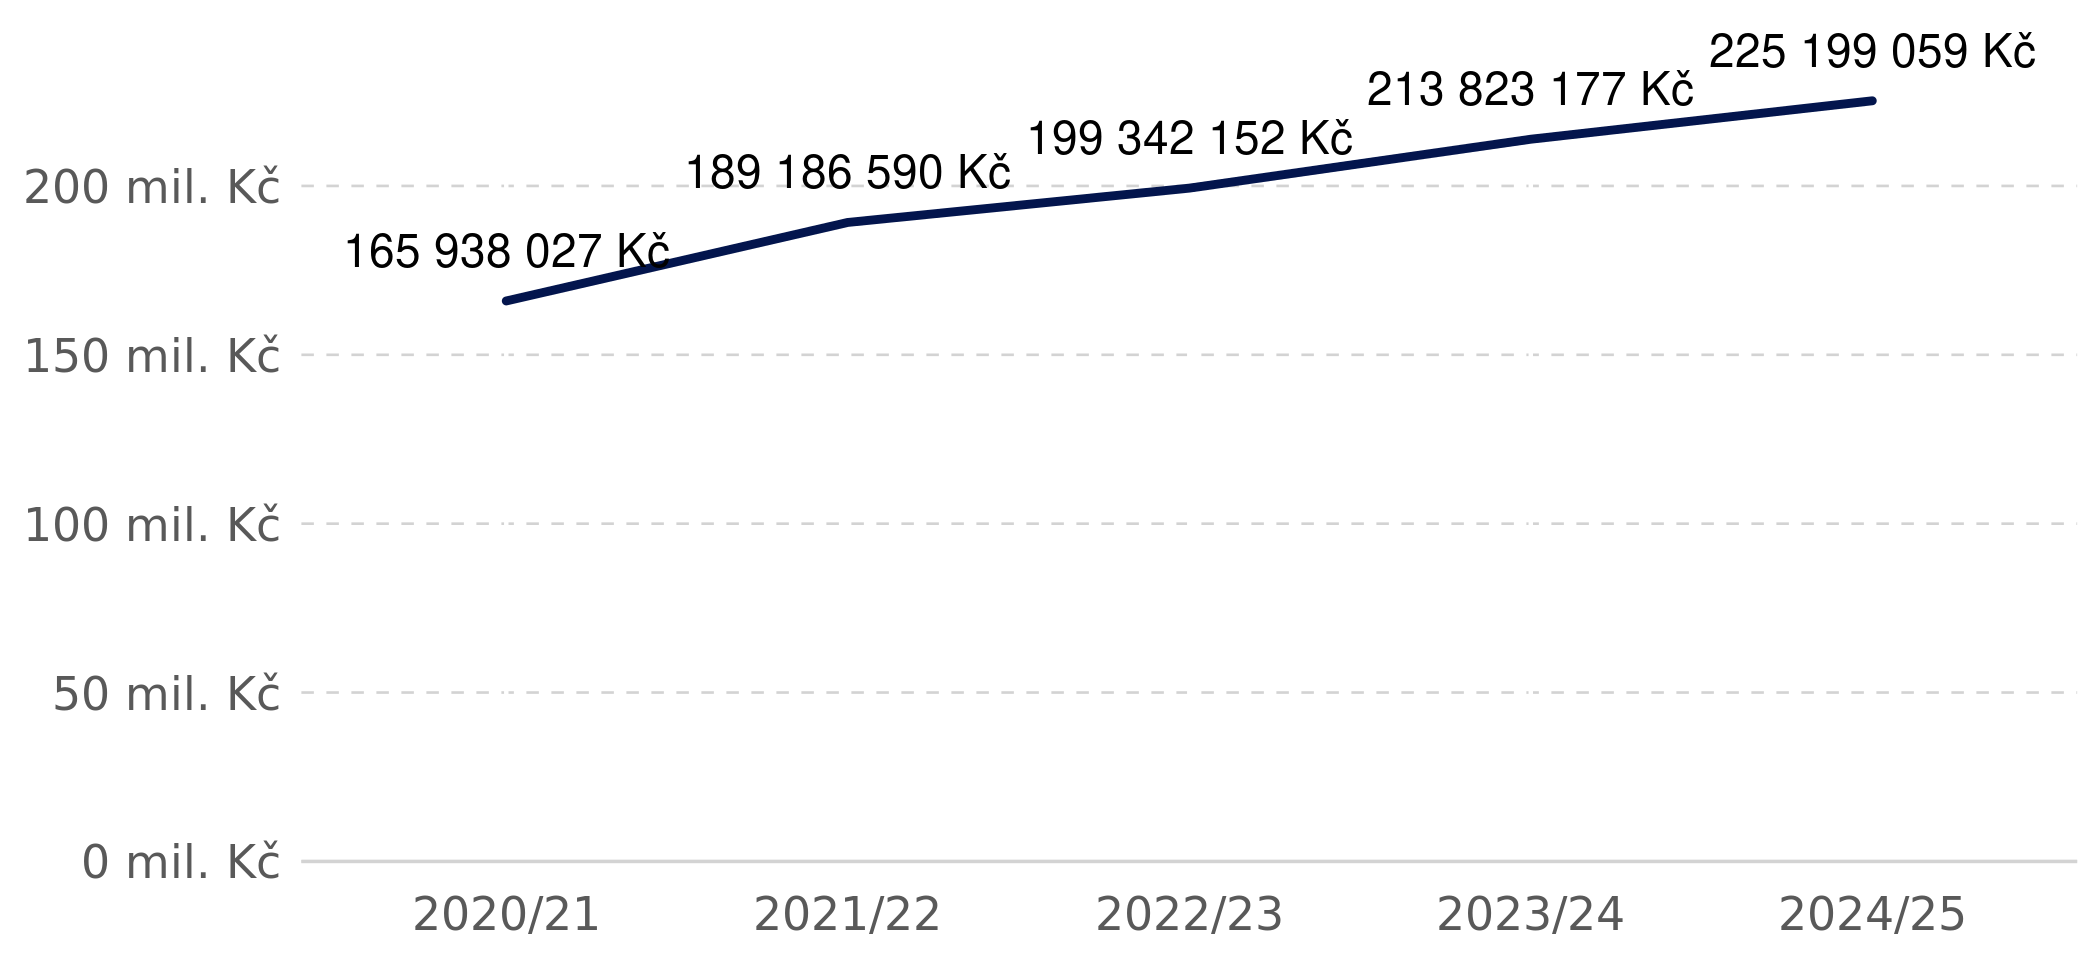 225 199 059 Kč
213 823 177 Kč
199 342 152 Kč
189 186 590 Kč
165 938 027 Kč
200 mil. Kč
150 mil. Kč
100 mil. Kč
50 mil. Kč
0 mil. Kč
2020/21
2021/22
2022/23
2023/24
2024/25